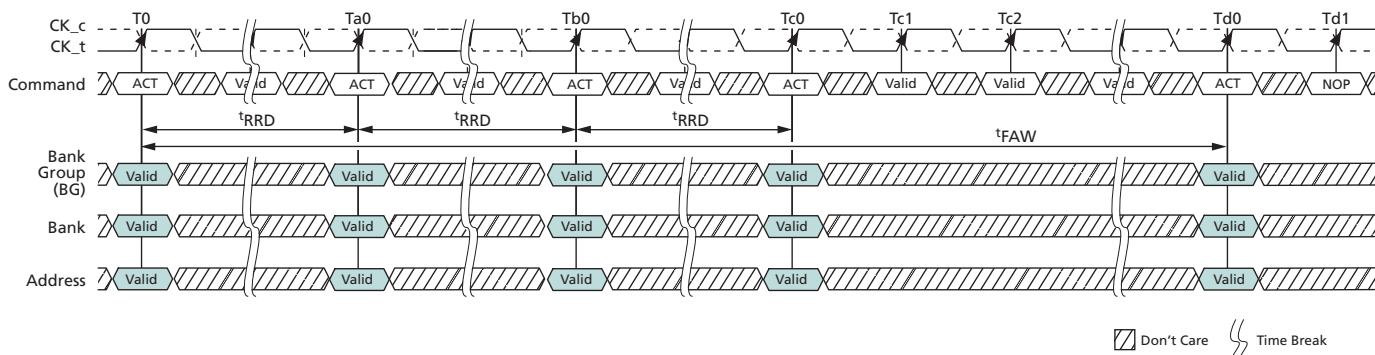 T0 Ta0 Tb0 Tc0 Tc1 Tc2 Td0 Td1
CK_c
CK_t
Command ACT Valid ACT Valid ACT Valid ACT Valid Valid Valid ACT NOP
tRRD tRRD tRRD
tFAW
Bank
Group
(BG)
Valid Valid Valid Valid Valid
Bank Valid Valid Valid Valid Valid
Address Valid Valid Valid Valid Valid
Don't Care Time Break